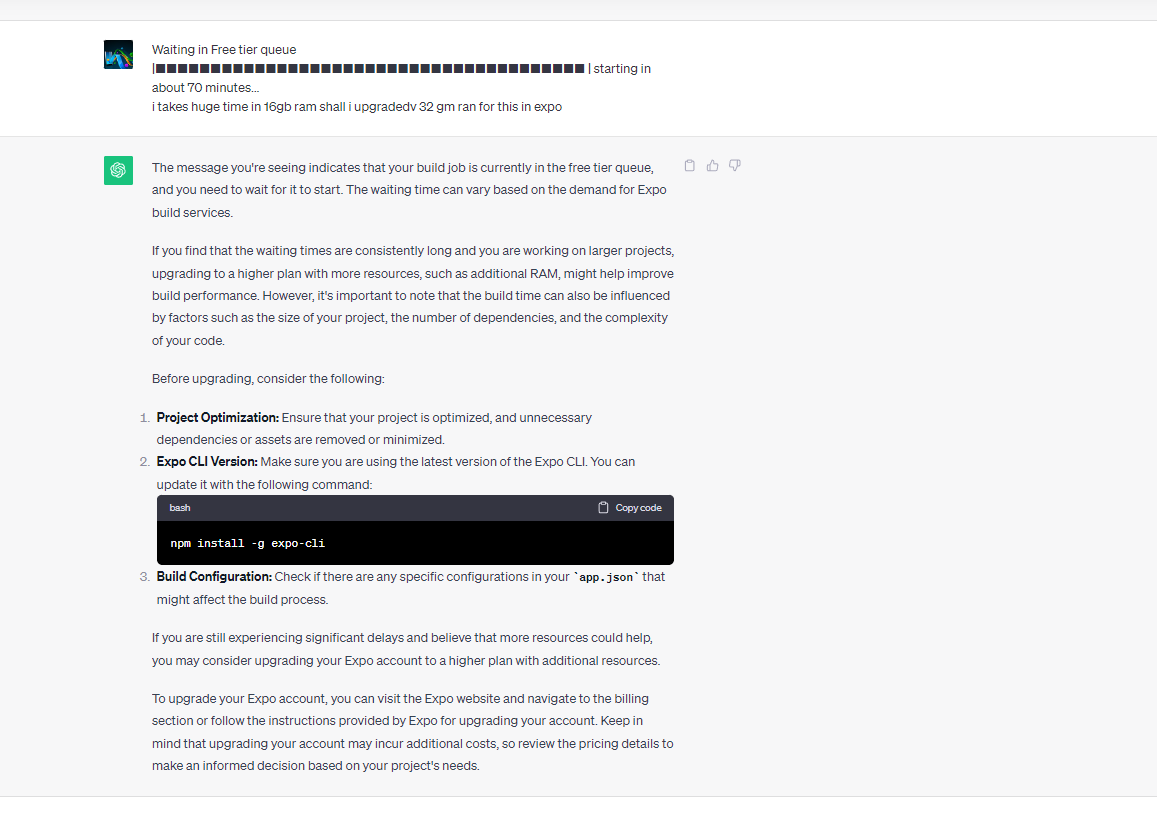 Waiting in Free tier queue
|■■■■■■■■■■■■■■■■■■■■■■■■■■■■■■■■■■■■■■■| starting in
about 70 minutes...
i takes huge time in 16gb ram shall i upgradedv 32 gm ran for this in expo
The message you're seeing indicates that your build job is currently in the free tier queue,
and you need to wait for it to start. The waiting time can vary based on the demand for Expo
build services.
If you find that the waiting times are consistently long and you are working on larger projects,
upgrading to a higher plan with more resources, such as additional RAM, might help improve
build performance. However, it's important to note that the build time can also be influenced
by factors such as the size of your project, the number of dependencies, and the complexity
of your code.
Before upgrading, consider the following:
1. Project Optimization: Ensure that your project is optimized, and unnecessary
dependencies or assets are removed or minimized.
2. Expo CLI Version: Make sure you are using the latest version of the Expo CLI. You can
update it with the following command:
bash Copy code
npm install -g expo-cli
3. Build Configuration: Check if there are any specific configurations in your `app.json` that
might affect the build process.
If you are still experiencing significant delays and believe that more resources could help,
you may consider upgrading your Expo account to a higher plan with additional resources.
To upgrade your Expo account, you can visit the Expo website and navigate to the billing
section or follow the instructions provided by Expo for upgrading your account. Keep in
mind that upgrading your account may incur additional costs, so review the pricing details to
make an informed decision based on your project's needs.